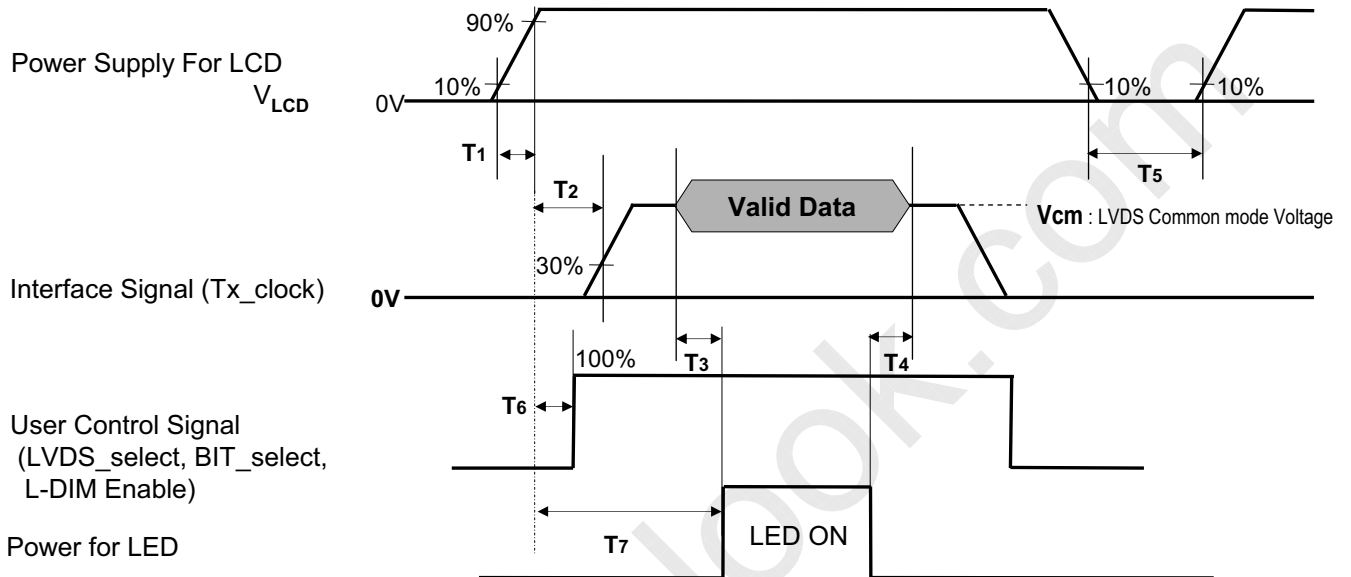 90%
Power Supply For LCD
VLCD
10%
10%
10%
0V
T1
T5
T2
Valid Data
Vcm : LVDS Common mode Voltage
30%
Interface Signal (Tx_clock)
0V
T3
T4
100%
T6
User Control Signal
(LVDS_select, BIT_select,
L-DIM Enable)
T7
LED ON
Power for LED
look.com